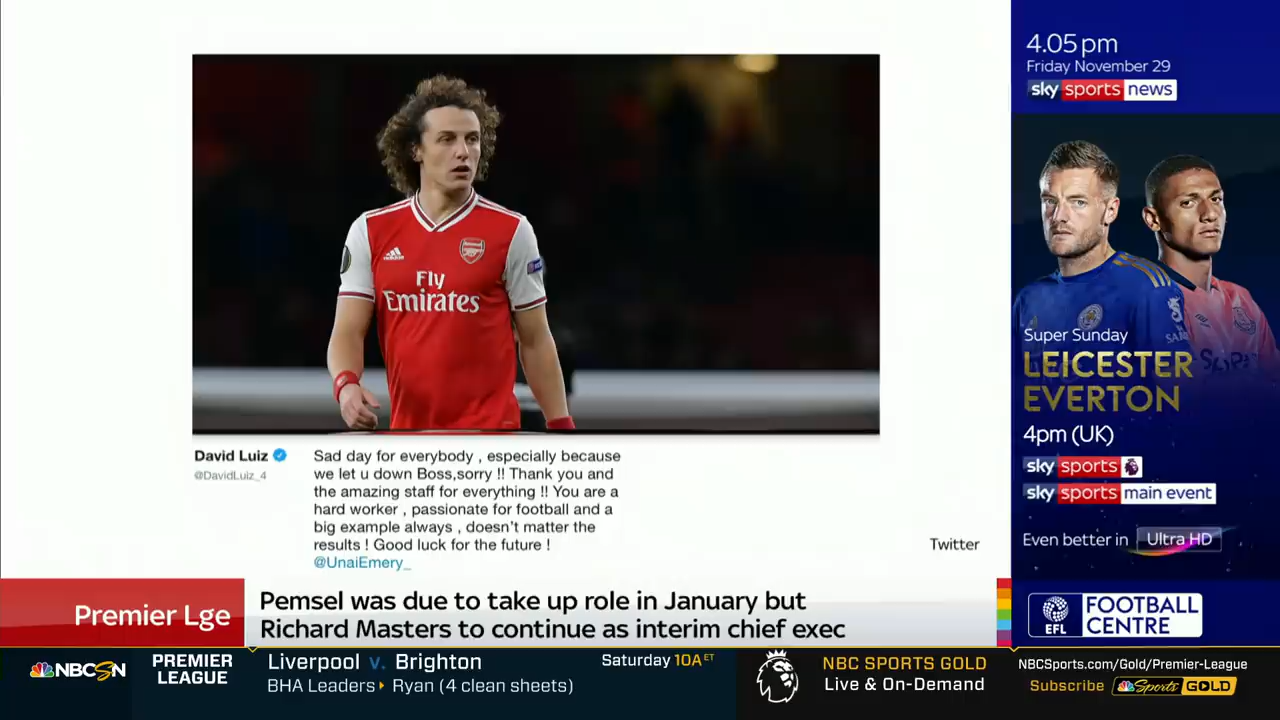 4.05pm
Friday November 29
sky sports news
Fly
Emirates
David Luiz
@DavidLuiz_4
Sad day for everybody , especially because
we let u down Boss,sorry !! Thank you and
the amazing staff for everything !! You are a
hard worker , passionate for football and a
big example always , doesn't matter the
results ! Good luck for the future !
@UnaiEmery_
Twitter
Super Sunday
LEICESTER
EVERTON
4pm (UK)
sky sports
sky sports main event
Even better in Ultra HD
EFL
FOOTBALL
CENTRE
Premier Lge
Pemsel was due to take up role in January but
Richard Masters to continue as interim chief exec
NBCSN
PREMIER
LEAGUE
Liverpool v. Brighton
Saturday 10A ET
BHA Leaders Ryan (4 clean sheets)
NBC SPORTS GOLD
Live & On-Demand
NBCSports.com/Gold/Premier-League
Subscribe
Sports GOLD